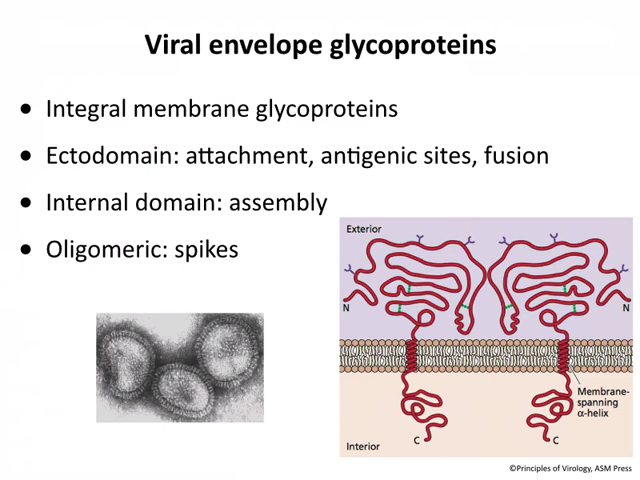 Viral envelope glycoproteins
• Integral membrane glycoproteins
• Ectodomain: attachment, antigenic sites, fusion
• Internal domain: assembly
• Oligomeric: spikes
Exterior
N
N
Membrane-
spanning
α-helix
C
C
Interior
©Principles of Virology, ASM Press